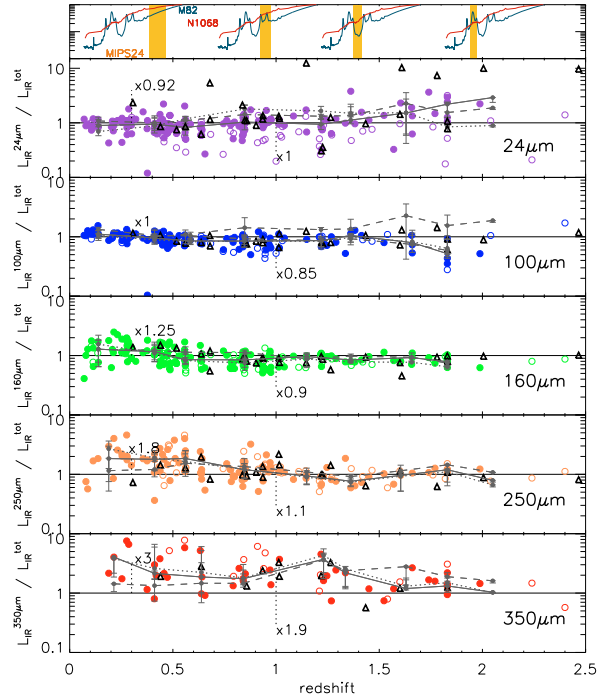 M82
N1068
MIPS24
10
1
0.1
L_IR^24μm / L_IR^tot
x0.92
x1
24μm
10
1
0.1
L_IR^100μm / L_IR^tot
x1
x0.85
100μm
10
1
0.1
L_IR^160μm / L_IR^tot
x1.25
x0.9
160μm
10
1
0.1
L_IR^250μm / L_IR^tot
x1.8
x1.1
250μm
10
1
0.1
L_IR^350μm / L_IR^tot
x3
x1.9
350μm
0 0.5 1 1.5 2 2.5
redshift